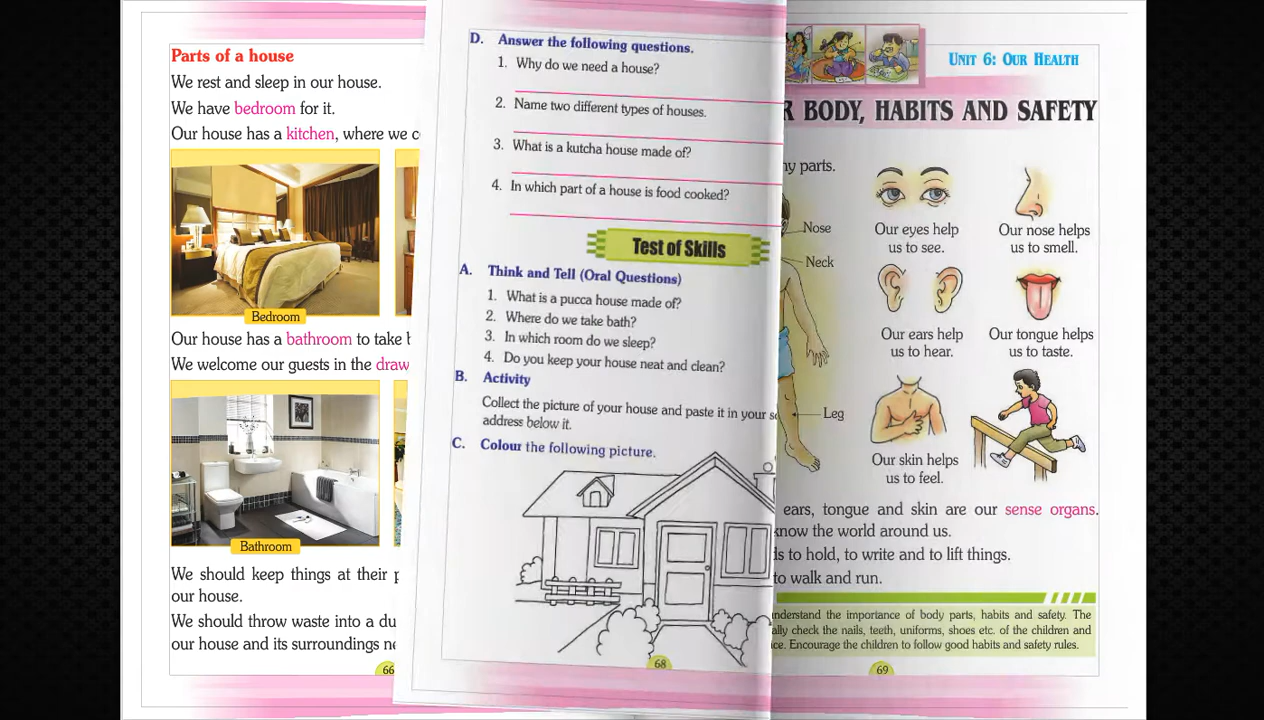 Parts of a house
We rest and sleep in our house.
We have bedroom for it.
Our house has a kitchen, where we
Bedroom
Our house has a bathroom to take
We welcome our guests in the
Bathroom
We should keep things at their
our house.
We should throw waste into a
our house and its surroundings
66
D. Answer the following questions.
1. Why do we need a house?
2. Name two different types of houses.
3. What is a kutcha house made of?
4. In which part of a house is food cooked?
Test of Skills
A. Think and Tell (Oral Questions)
1. What is a pucca house made of?
2. Where do we take bath?
3. In which room do we sleep?
4. Do you keep your house neat and clean?
B. Activity
Collect the picture of your house and paste it in your
address below it.
C. Colour the following picture.
68
UNIT 6: OUR HEALTH
BODY, HABITS AND SAFETY
parts.
Nose
Neck
Leg
Our eyes help
us to see.
Our nose helps
us to smell.
Our ears help
us to hear.
Our tongue helps
us to taste.
Our skin helps
us to feel.
ears, tongue and skin are our sense organs.
know the world around us.
to hold, to write and to lift things.
to walk and run.
the importance of body parts, habits and safety. The
check the nails, teeth, uniforms, shoes etc. of the children and
Encourage the children to follow good habits and safety rules.
69